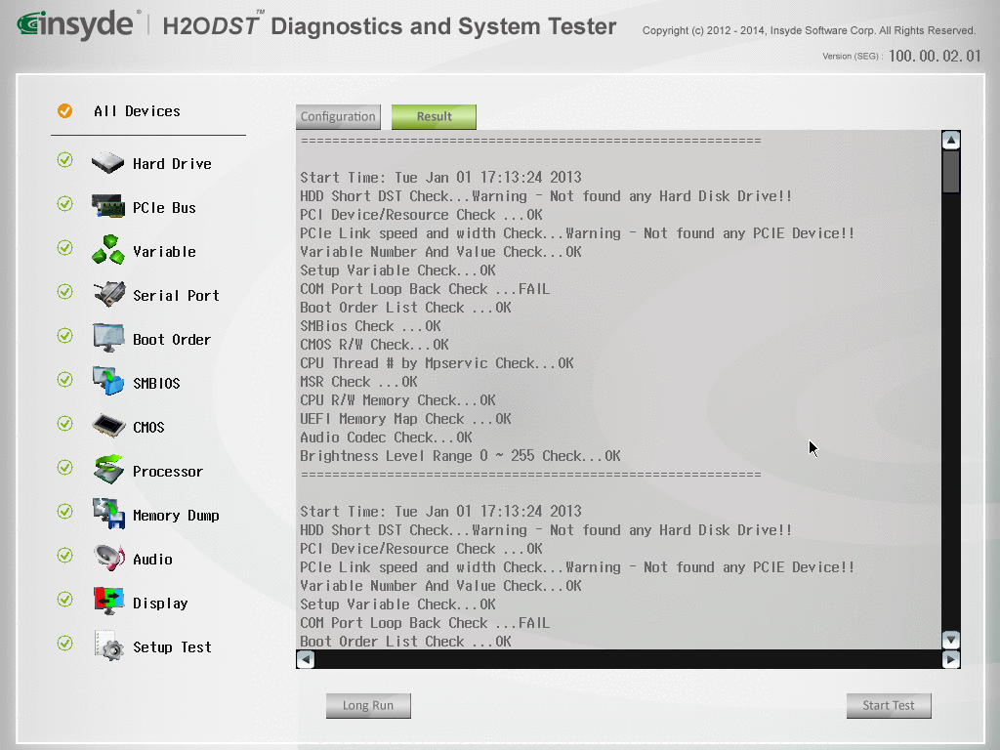 insyde® | H2ODST™ Diagnostics and System Tester
Copyright (c) 2012 - 2014, Insyde Software Corp. All Rights Reserved.
Version (SEG) : 100.00.02.01
All Devices
Hard Drive
PCIe Bus
Variable
Serial Port
Boot Order
SMBIOS
CMOS
Processor
Memory Dump
Audio
Display
Setup Test
Configuration
Result
===========================================================
Start Time: Tue Jan 01 17:13:24 2013
HDD Short DST Check...Warning - Not found any Hard Disk Drive!!
PCI Device/Resource Check ...OK
PCIe Link speed and width Check...Warning - Not found any PCIE Device!!
Variable Number And Value Check...OK
Setup Variable Check...OK
COM Port Loop Back Check ...FAIL
Boot Order List Check ...OK
SMBios Check ...OK
CMOS R/W Check...OK
CPU Thread # by Mpservic Check...OK
MSR Check ...OK
CPU R/W Memory Check...OK
UEFI Memory Map Check ...OK
Audio Codec Check...OK
Brightness Level Range 0 ~ 255 Check...OK
===========================================================
Start Time: Tue Jan 01 17:13:24 2013
HDD Short DST Check...Warning - Not found any Hard Disk Drive!!
PCI Device/Resource Check ...OK
PCIe Link speed and width Check...Warning - Not found any PCIE Device!!
Variable Number And Value Check...OK
Setup Variable Check...OK
COM Port Loop Back Check ...FAIL
Boot Order List Check ...OK
Long Run
Start Test